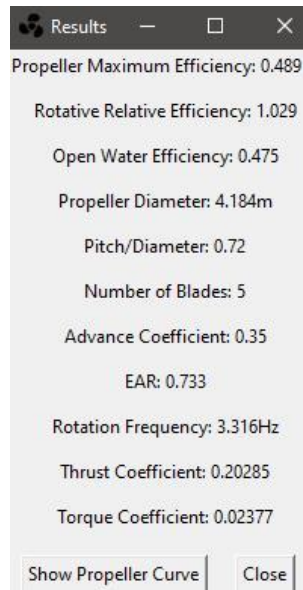 Results
Propeller Maximum Efficiency: 0.489
Rotative Relative Efficiency: 1.029
Open Water Efficiency: 0.475
Propeller Diameter: 4.184m
Pitch/Diameter: 0.72
Number of Blades: 5
Advance Coefficient: 0.35
EAR: 0.733
Rotation Frequency: 3.316Hz
Thrust Coefficient: 0.20285
Torque Coefficient: 0.02377
Show Propeller Curve Close